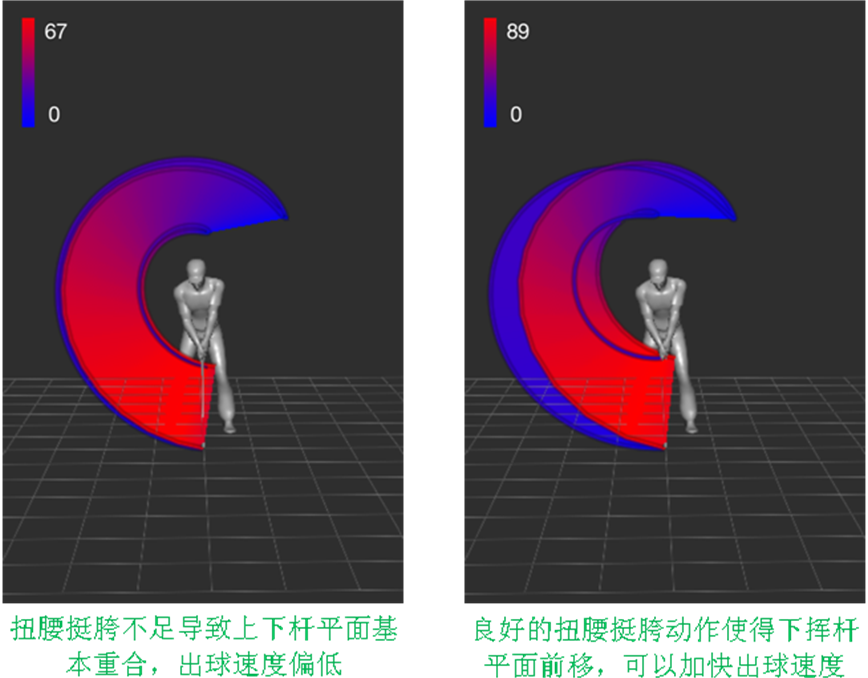 67
0
89
0
扭腰挺胯不足导致上下杆平面基
本重合，出球速度偏低
良好的扭腰挺胯动作使得下挥杆
平面前移，可以加快出球速度